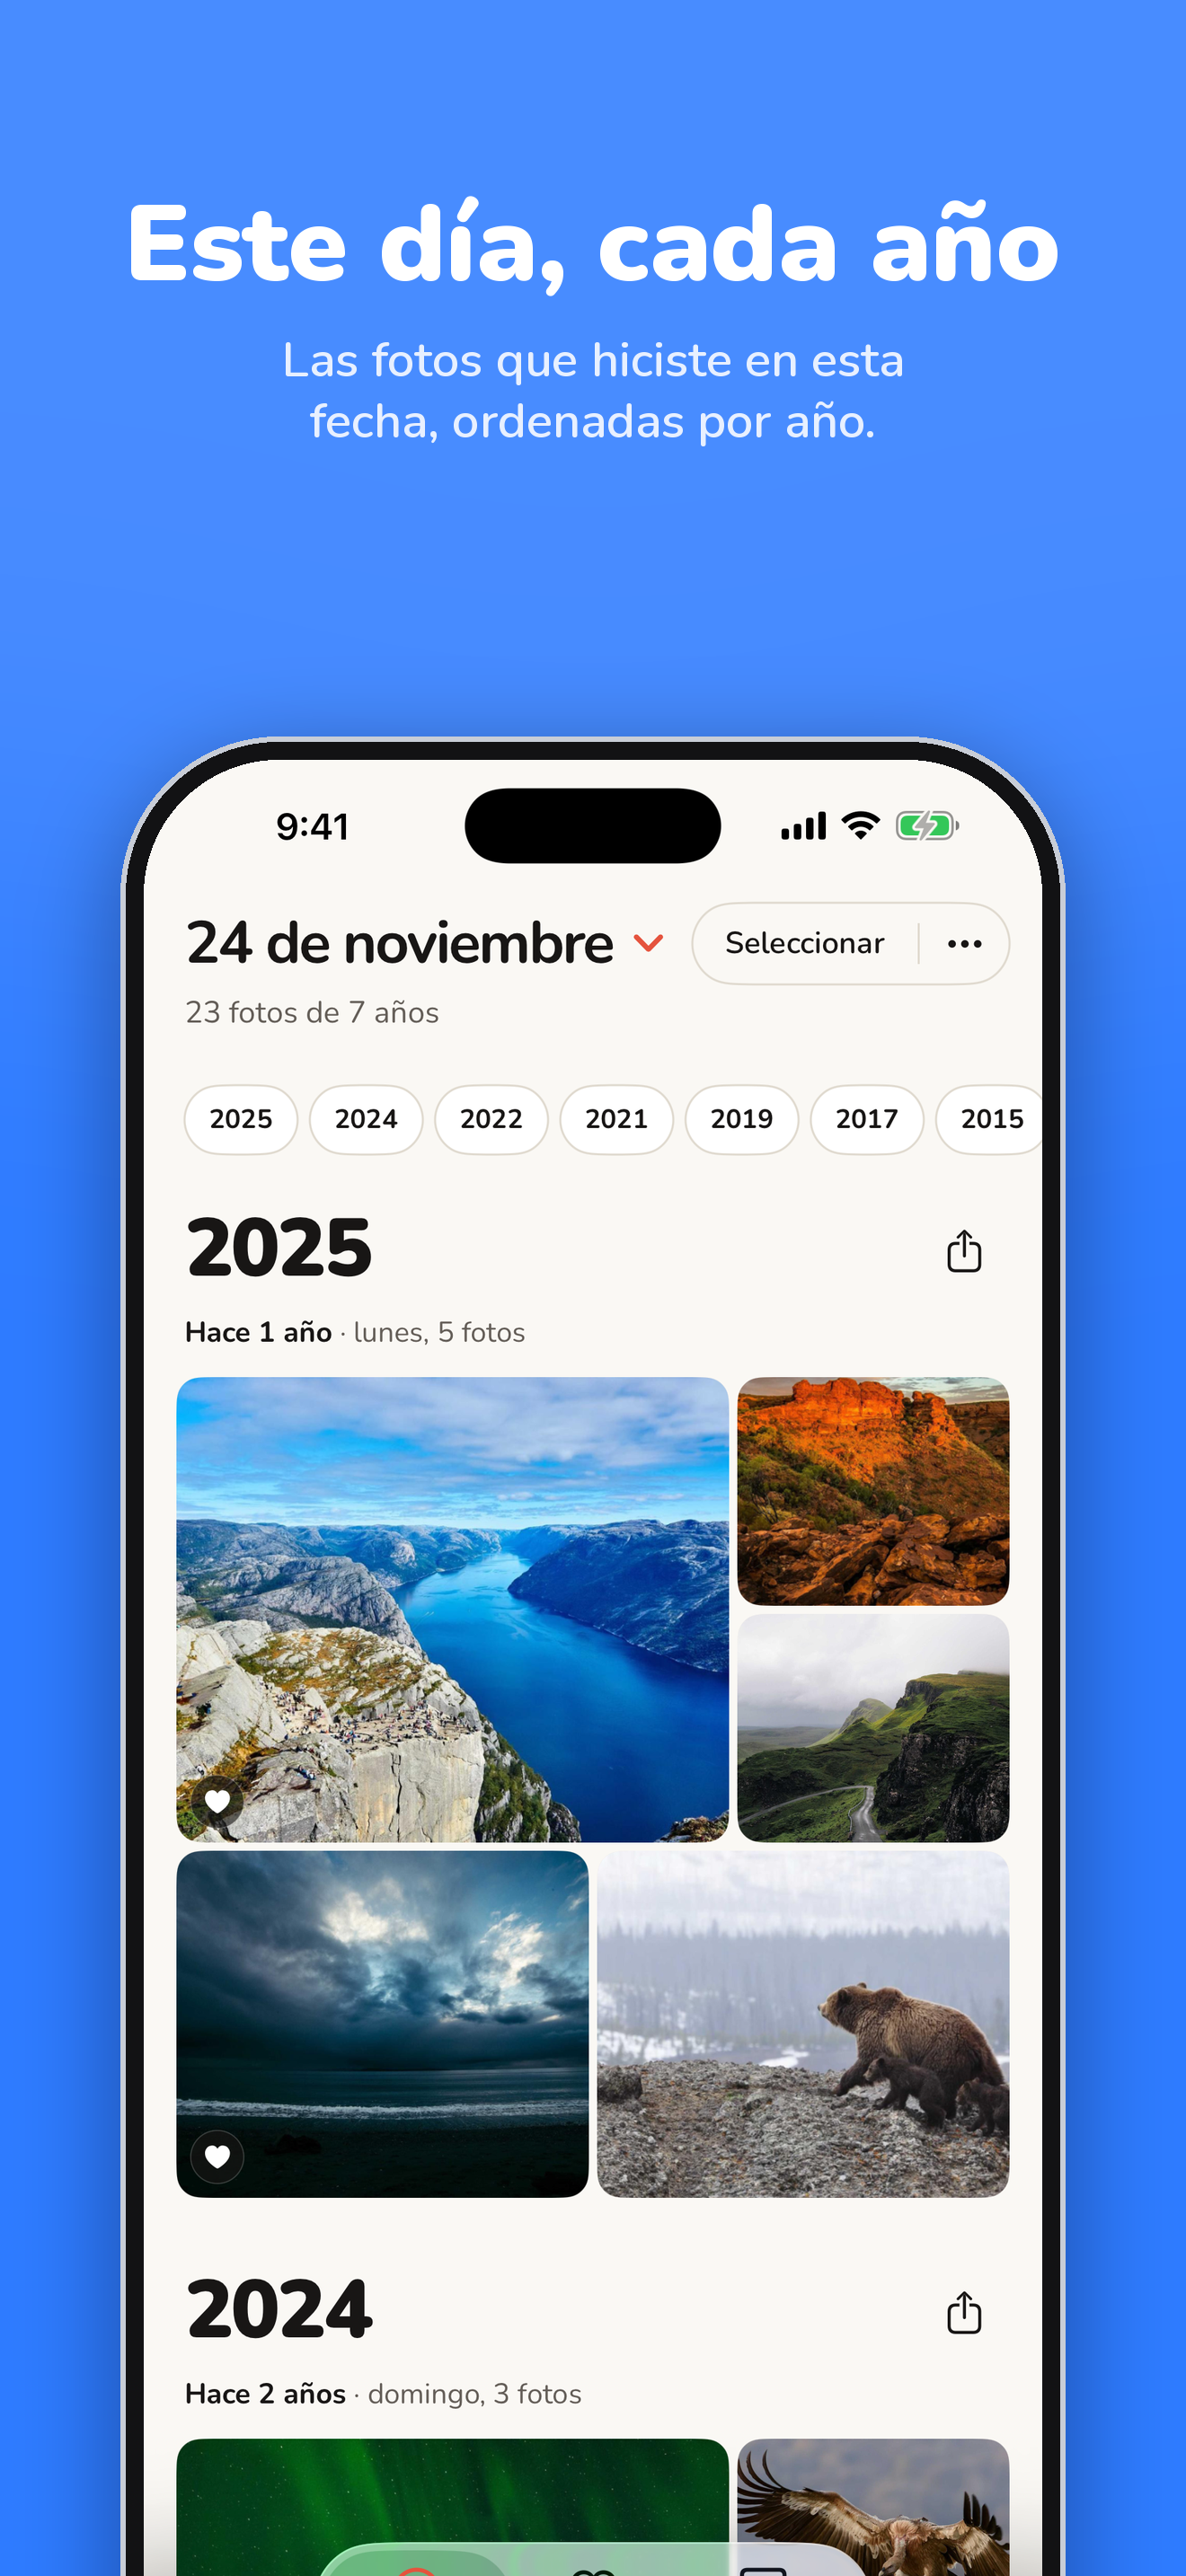 Este día, cada año
Las fotos que hiciste en esta
fecha, ordenadas por año.
9:41
24 de noviembre
Seleccionar
23 fotos de 7 años
2025
2024
2022
2021
2019
2017
2015
2025
Hace 1 año · lunes, 5 fotos
2024
Hace 2 años · domingo, 3 fotos